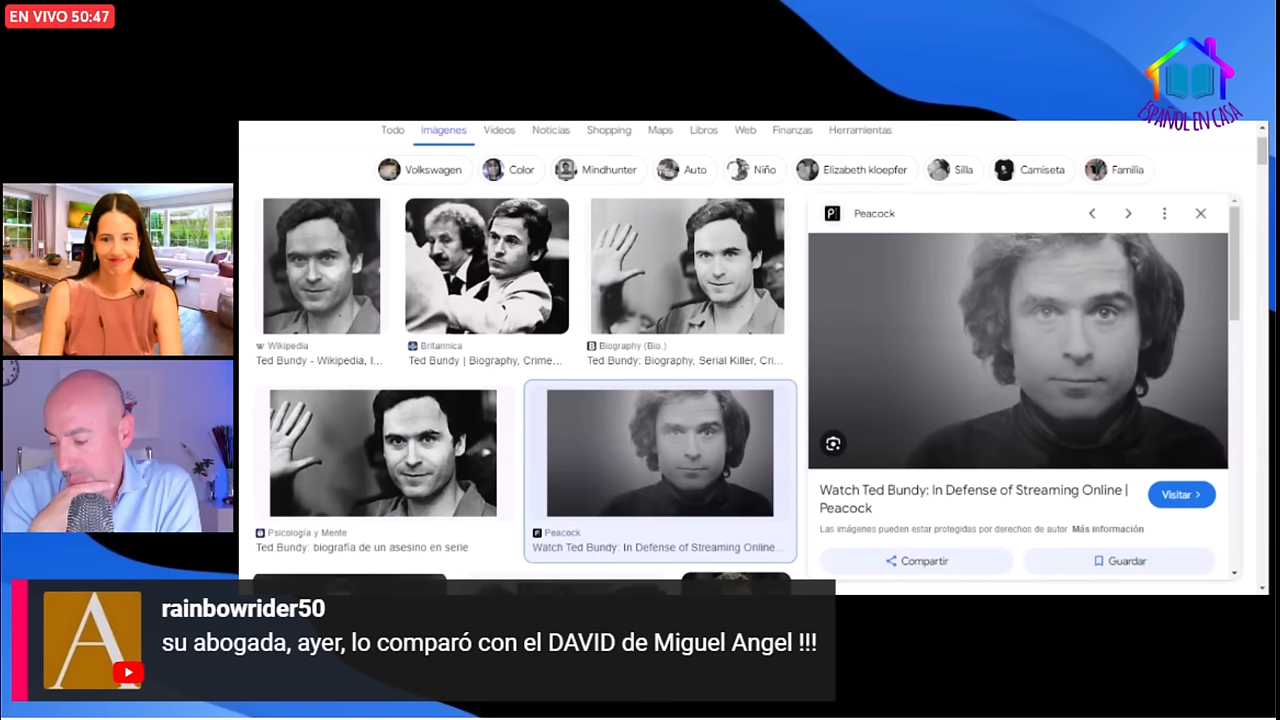 EN VIVO 50:47
ESPAÑOL EN CASA
Todo Imágenes Videos Noticias Shopping Maps Libros Web Finanzas Herramientas
Volkswagen Color Mindhunter Auto Niño Elizabeth kloepfer Silla Camiseta Familia
Peacock
W Wikipedia
Ted Bundy - Wikipedia, l...
Britannica
Ted Bundy | Biography, Crime...
Biography (Bio.)
Ted Bundy: Biography, Serial Killer, Cri...
Psicología y Mente
Ted Bundy: biografía de un asesino en serie
Peacock
Watch Ted Bundy: In Defense of Streaming Online...
Watch Ted Bundy: In Defense of Streaming Online |
Peacock
Visitar
Las imágenes pueden estar protegidas por derechos de autor Más información
Compartir
Guardar
A
rainbowrider50
su abogada, ayer, lo comparó con el DAVID de Miguel Angel !!!